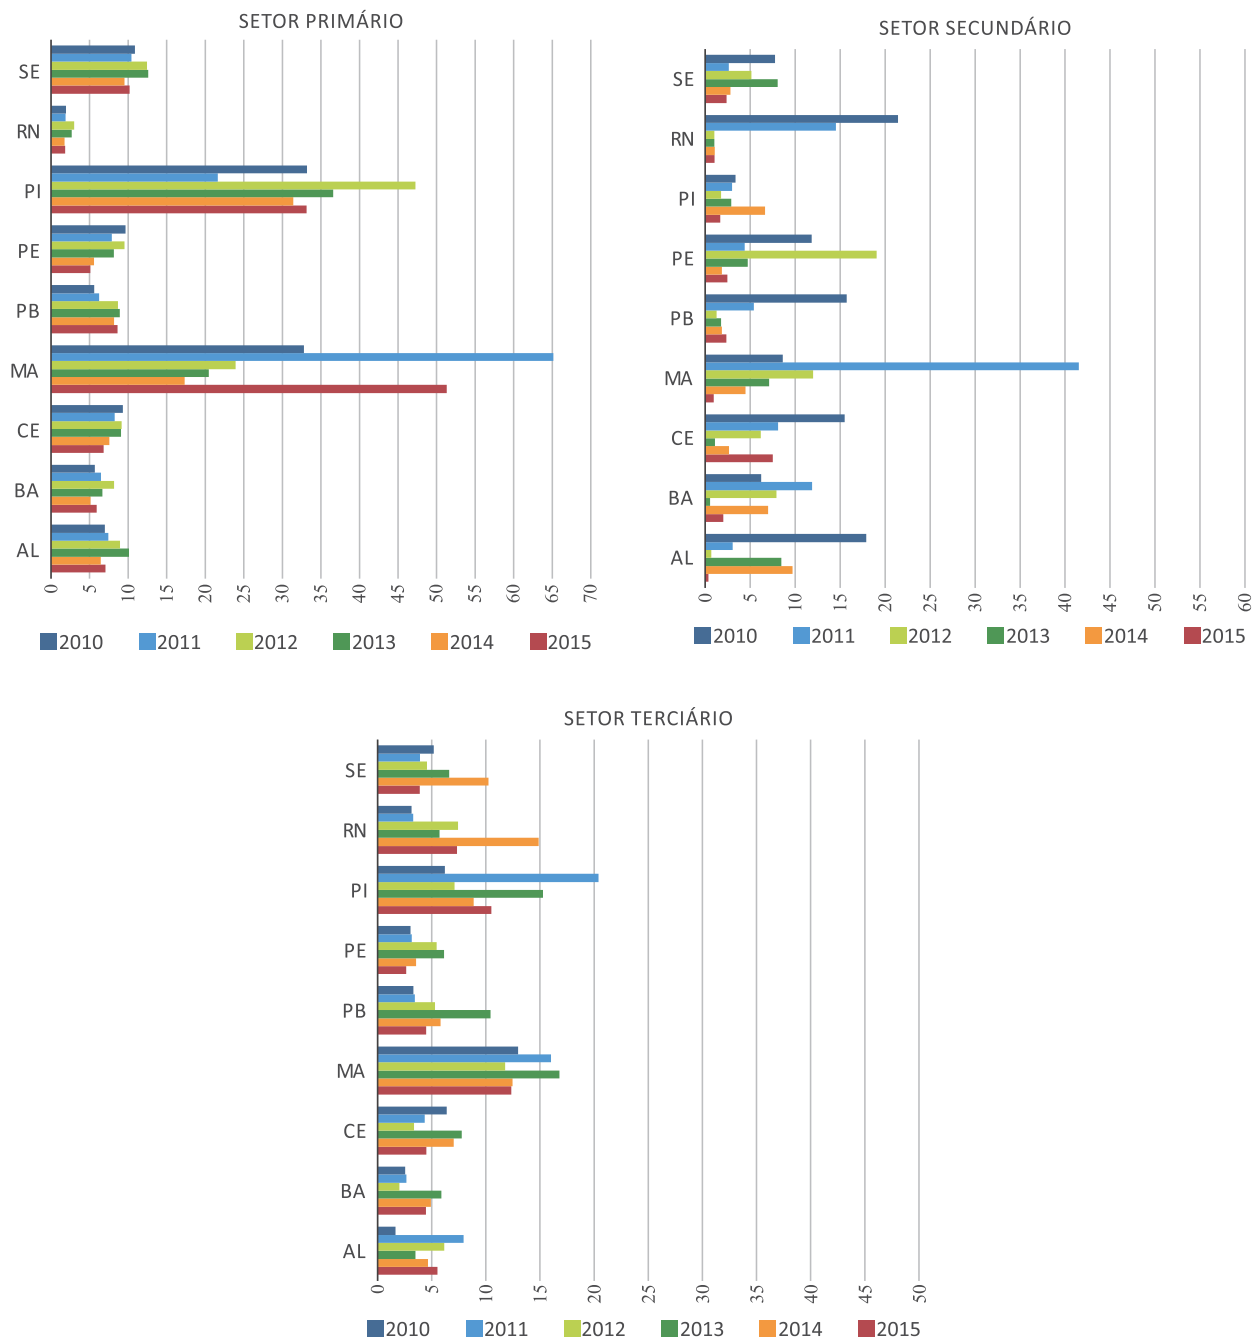 SETOR PRIMÁRIO
SE
RN
PI
PE
PB
MA
CE
BA
AL
0 5 10 15 20 25 30 35 40 45 50 55 60 65 70
2010 2011 2012 2013 2014 2015
SETOR SECUNDÁRIO
SE
RN
PI
PE
PB
MA
CE
BA
AL
0 5 10 15 20 25 30 35 40 45 50 55 60
2010 2011 2012 2013 2014 2015
SETOR TERCIÁRIO
SE
RN
PI
PE
PB
MA
CE
BA
AL
0 5 10 15 20 25 30 35 40 45 50
2010 2011 2012 2013 2014 2015